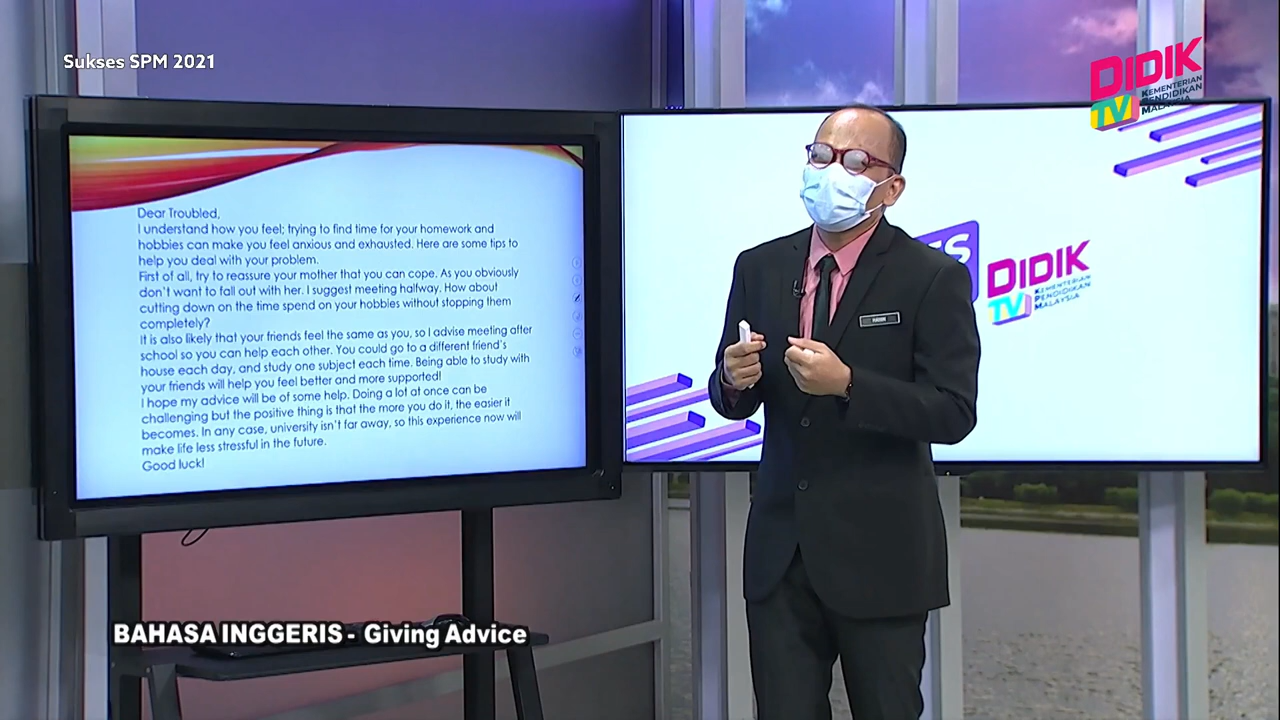 Sukses SPM 2021
DIDIK
TV
KEMENTERIAN
PENDIDIKAN
MALAYSIA
Dear Troubled,
I understand how you feel; trying to find time for your homework and
hobbies can make you feel anxious and exhausted. Here are some tips to
help you deal with your problem.
First of all, try to reassure your mother that you can cope. As you obviously
don't want to fall out with her. I suggest meeting halfway. How about
cutting down on the time spend on your hobbies without stopping them
completely?
It is also likely that your friends feel the same as you, so I advise meeting after
school so you can help each other. You could go to a different friend's
house each day, and study one subject each time. Being able to study with
your friends will help you feel better and more supported!
I hope my advice will be of some help. Doing a lot at once can be
challenging but the positive thing is that the more you do it, the easier it
becomes. In any case, university isn't far away, so this experience now will
make life less stressful in the future.
Good luck!
DIDIK
TV
KEMENTERIAN
PENDIDIKAN
MALAYSIA
BAHASA INGGERIS - Giving Advice